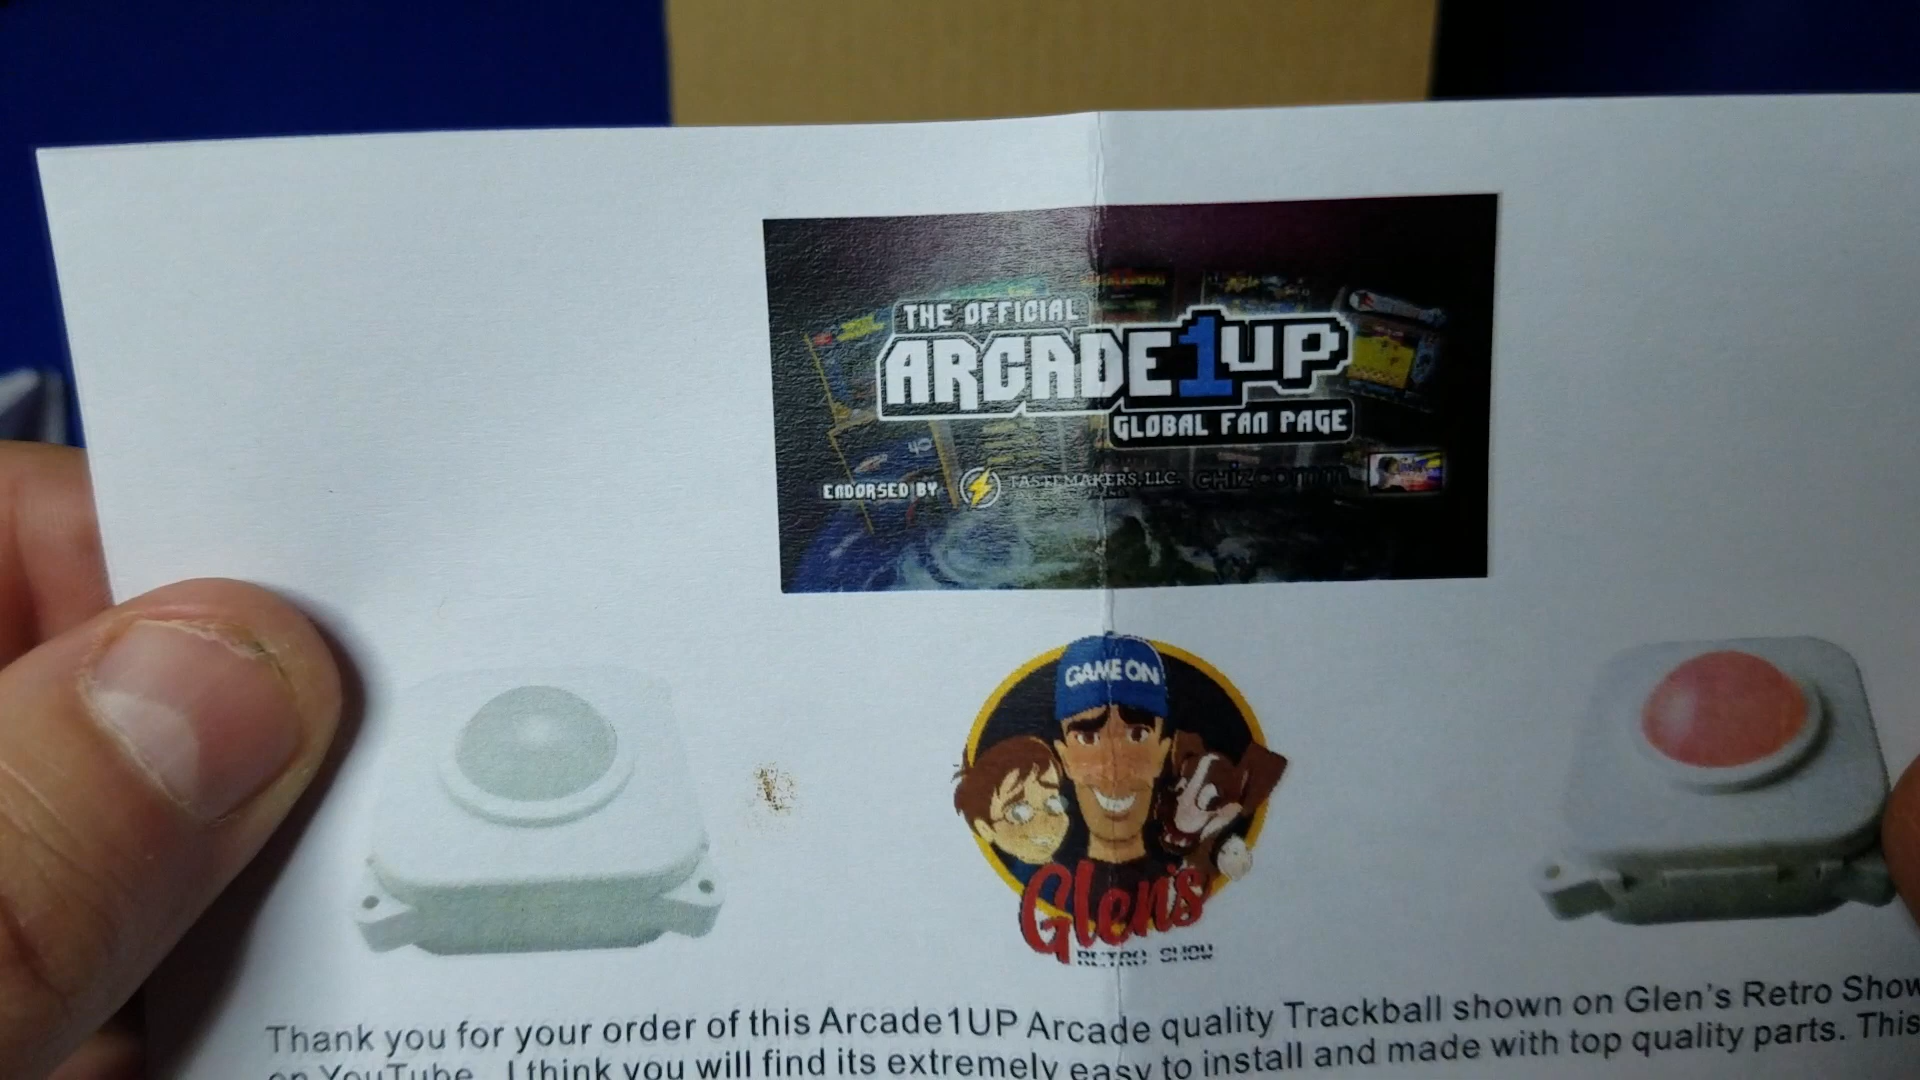 THE OFFICIAL
ARCADE1UP
GLOBAL FAN PAGE
ENDORSED BY TASTEMAKERS, LLC. CHIZCOMM
GAME ON
Glen's
RETRO SHOW
Thank you for your order of this Arcade1UP Arcade quality Trackball shown on Glen's Retro Show
on YouTube. I think you will find its extremely easy to install and made with top quality parts. This